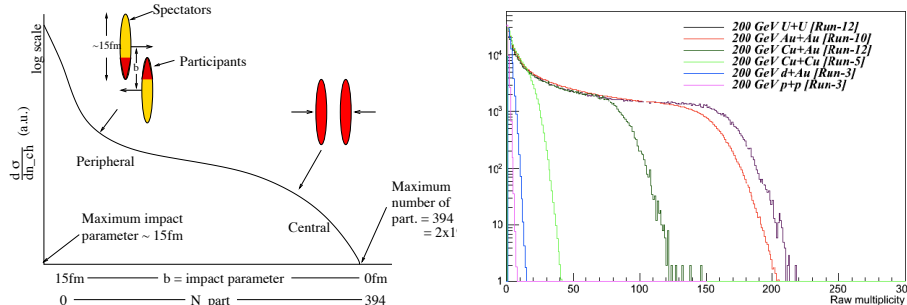 Spectators
log scale
~15fm
b
Participants
dσ
dn_ch
(a.u.)
Peripheral
Maximum impact
parameter ~ 15fm
Central
Maximum
number of
part. = 394
= 2x1
15fm
b = impact parameter
0fm
0
N_part
394
200 GeV U+U [Run-12]
200 GeV Au+Au [Run-10]
200 GeV Cu+Au [Run-12]
200 GeV Cu+Cu [Run-5]
200 GeV d+Au [Run-3]
200 GeV p+p [Run-3]
10⁴
10³
10²
10
1
0 50 100 150 200 250 300
Raw multiplicity